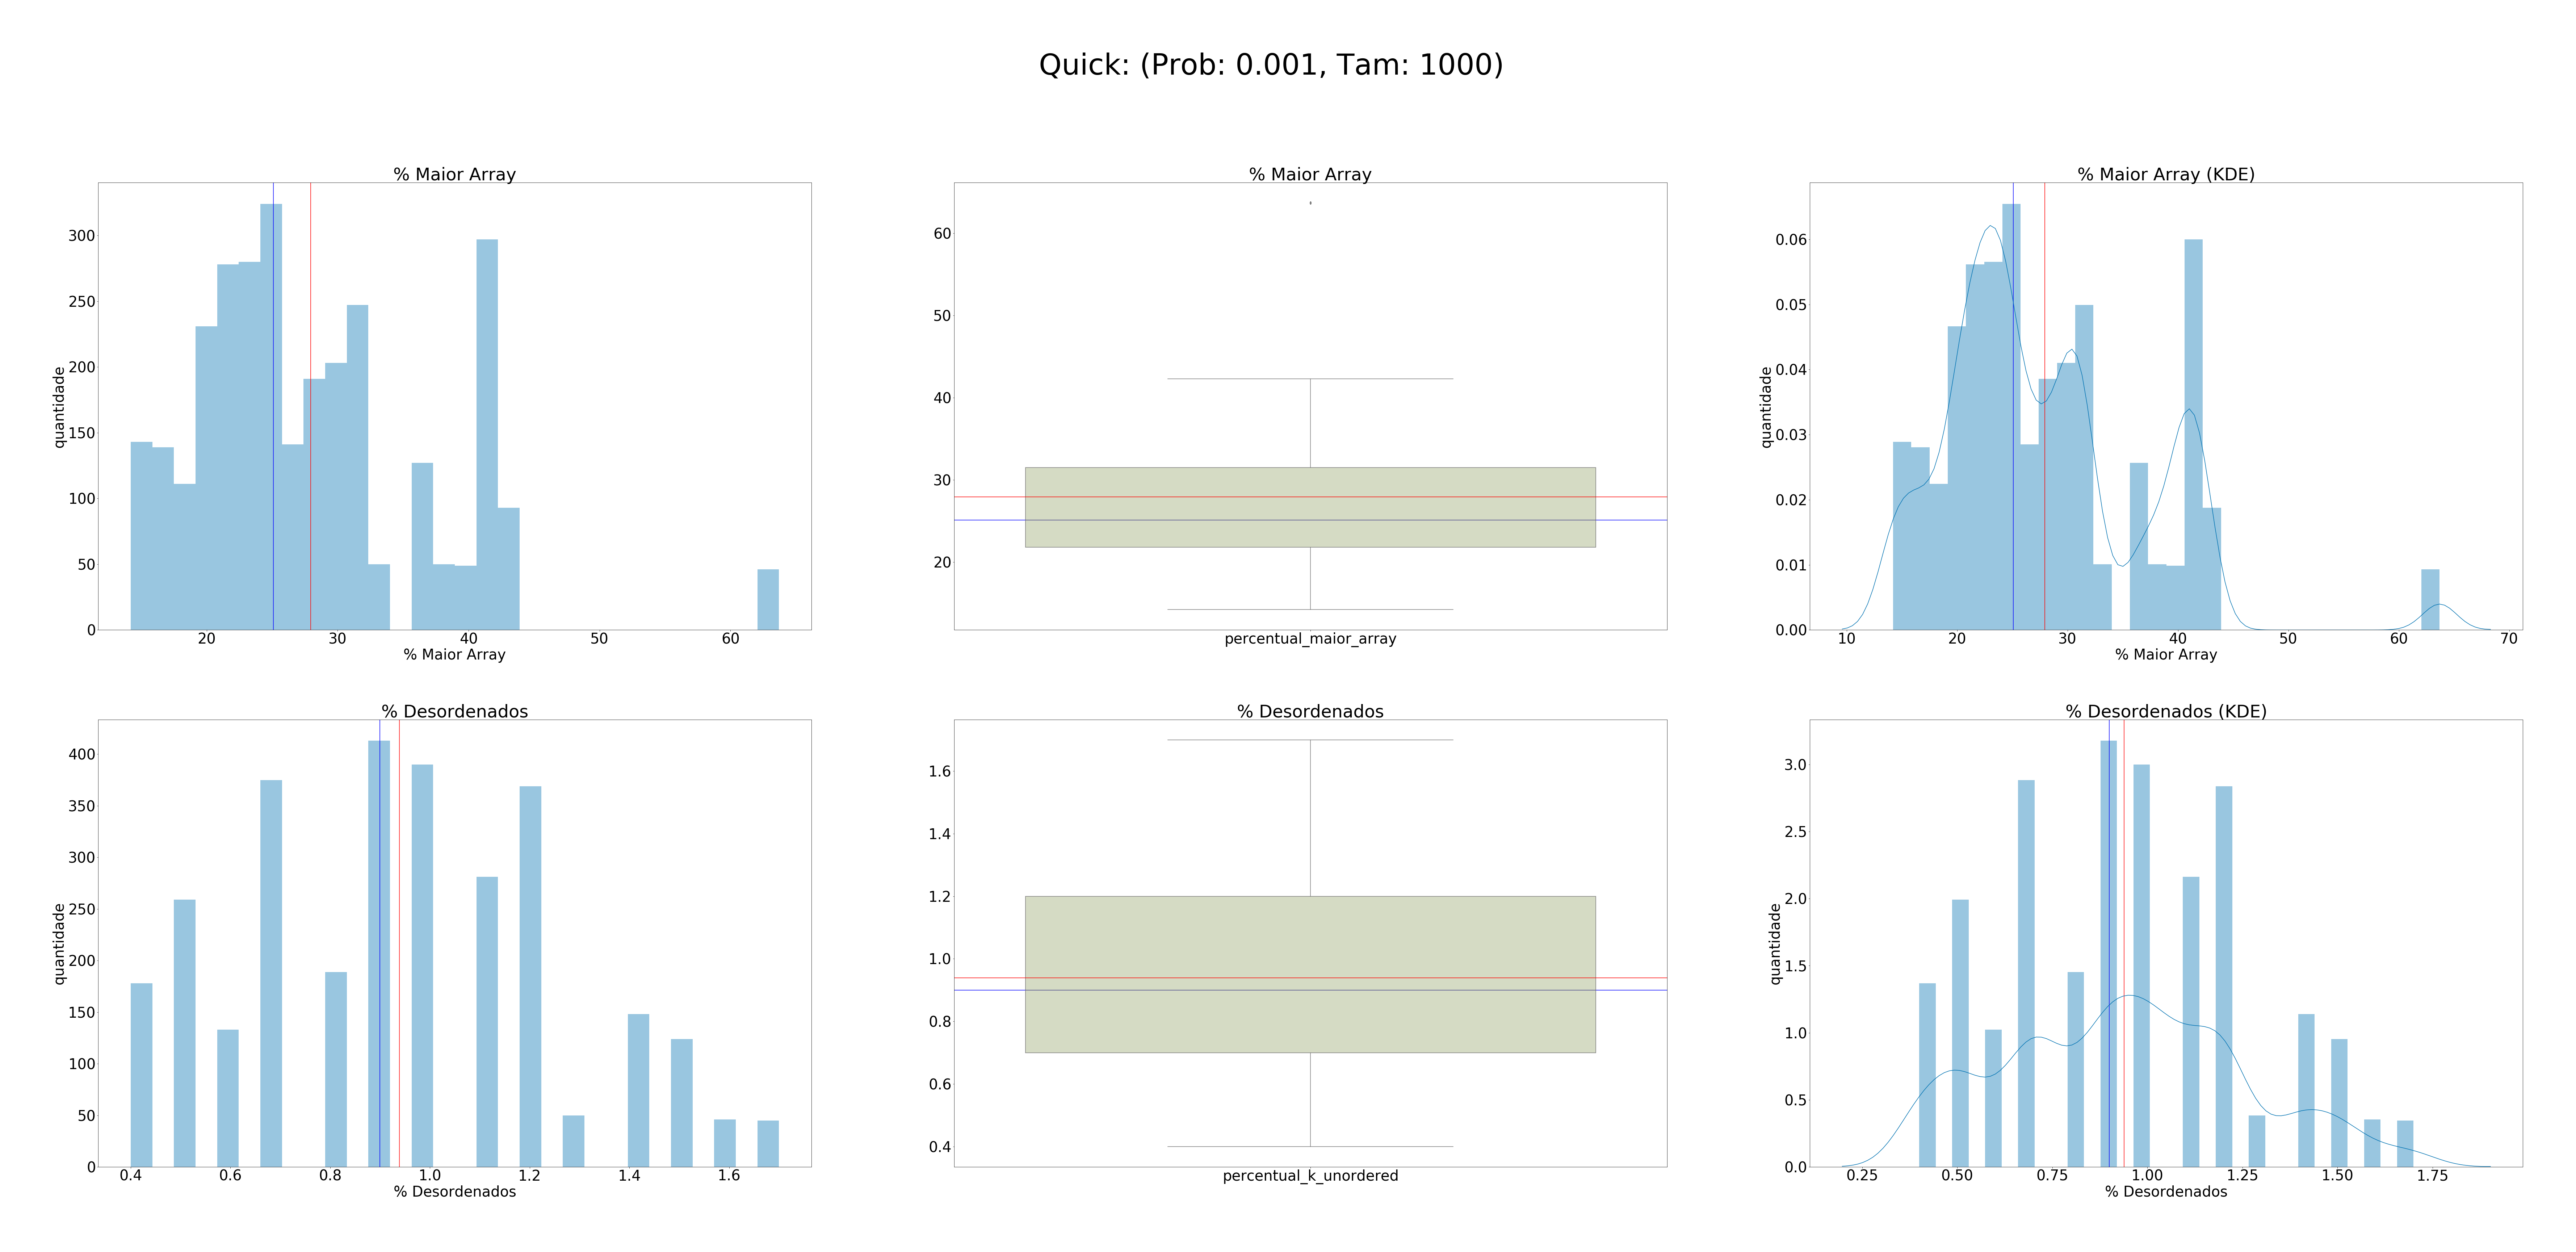 Quick: (Prob: 0.001, Tam: 1000)
% Maior Array
quantidade
300
250
200
150
100
50
0
20 30 40 50 60
% Maior Array
% Maior Array
60
50
40
30
20
percentual_maior_array
% Maior Array (KDE)
quantidade
0.06
0.05
0.04
0.03
0.02
0.01
0.00
10 20 30 40 50 60 70
% Maior Array
% Desordenados
quantidade
400
350
300
250
200
150
100
50
0
0.4 0.6 0.8 1.0 1.2 1.4 1.6
% Desordenados
% Desordenados
1.6
1.4
1.2
1.0
0.8
0.6
0.4
percentual_k_unordered
% Desordenados (KDE)
quantidade
3.0
2.5
2.0
1.5
1.0
0.5
0.0
0.25 0.50 0.75 1.00 1.25 1.50 1.75
% Desordenados